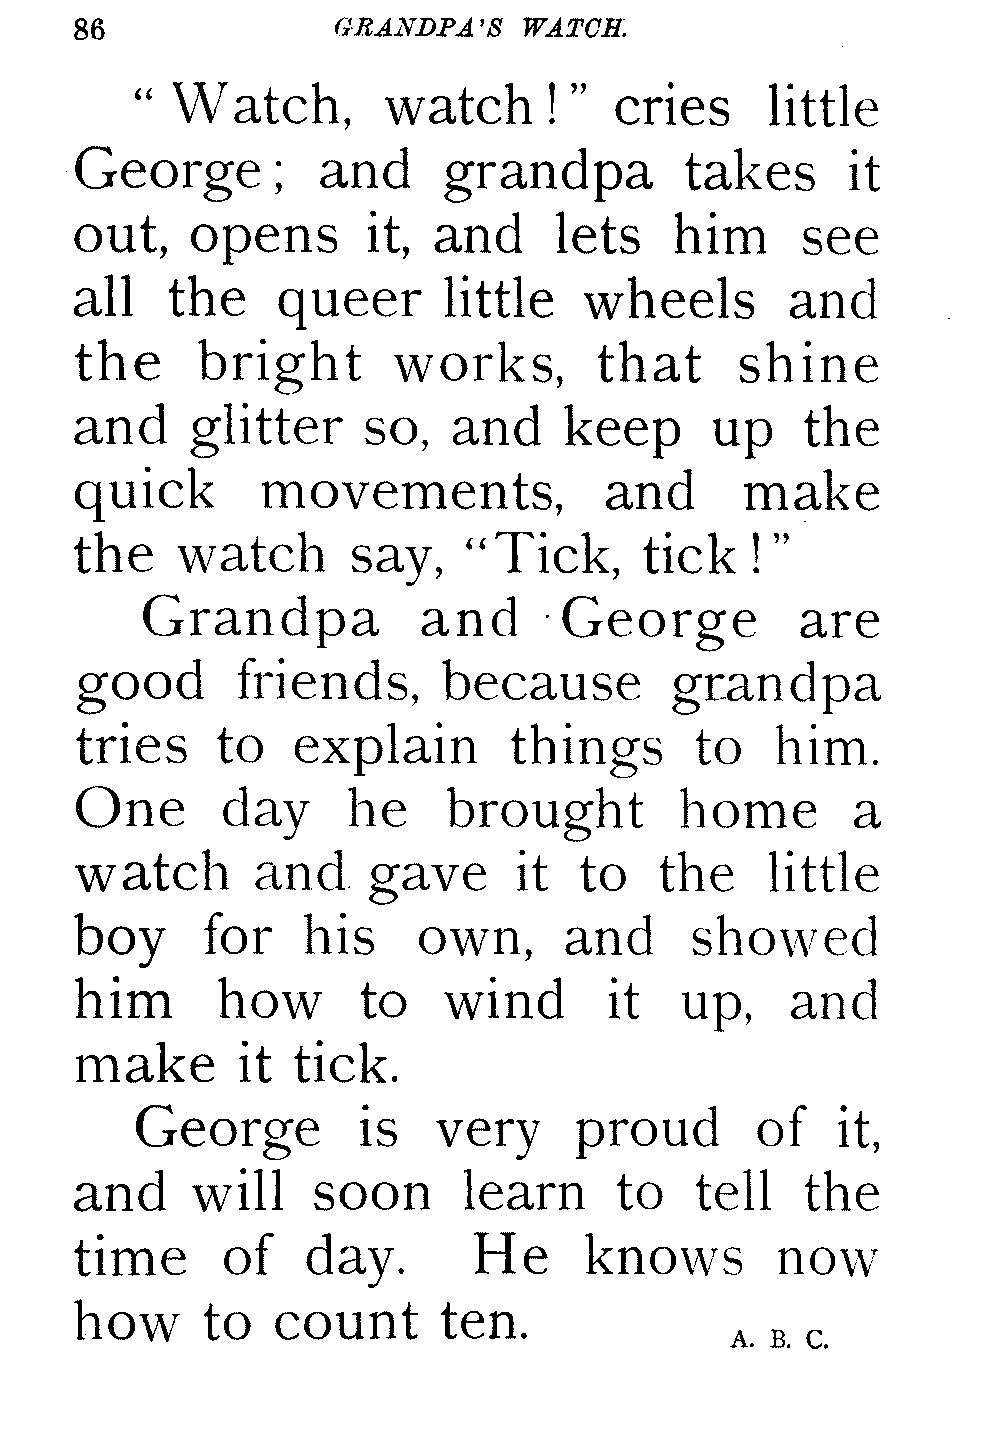 86 GRANDPA'S WATCH.
“ Watch, watch ! ” cries little
George ; and grandpa takes it
out, opens it, and lets him see
all the queer little wheels and
the bright works, that shine
and glitter so, and keep up the
quick movements, and make
the watch say, “Tick, tick ! ”
Grandpa and George are
good friends, because grandpa
tries to explain things to him.
One day he brought home a
watch and gave it to the little
boy for his own, and showed
him how to wind it up, and
make it tick.
George is very proud of it,
and will soon learn to tell the
time of day. He knows now
how to count ten.
A. B. C.